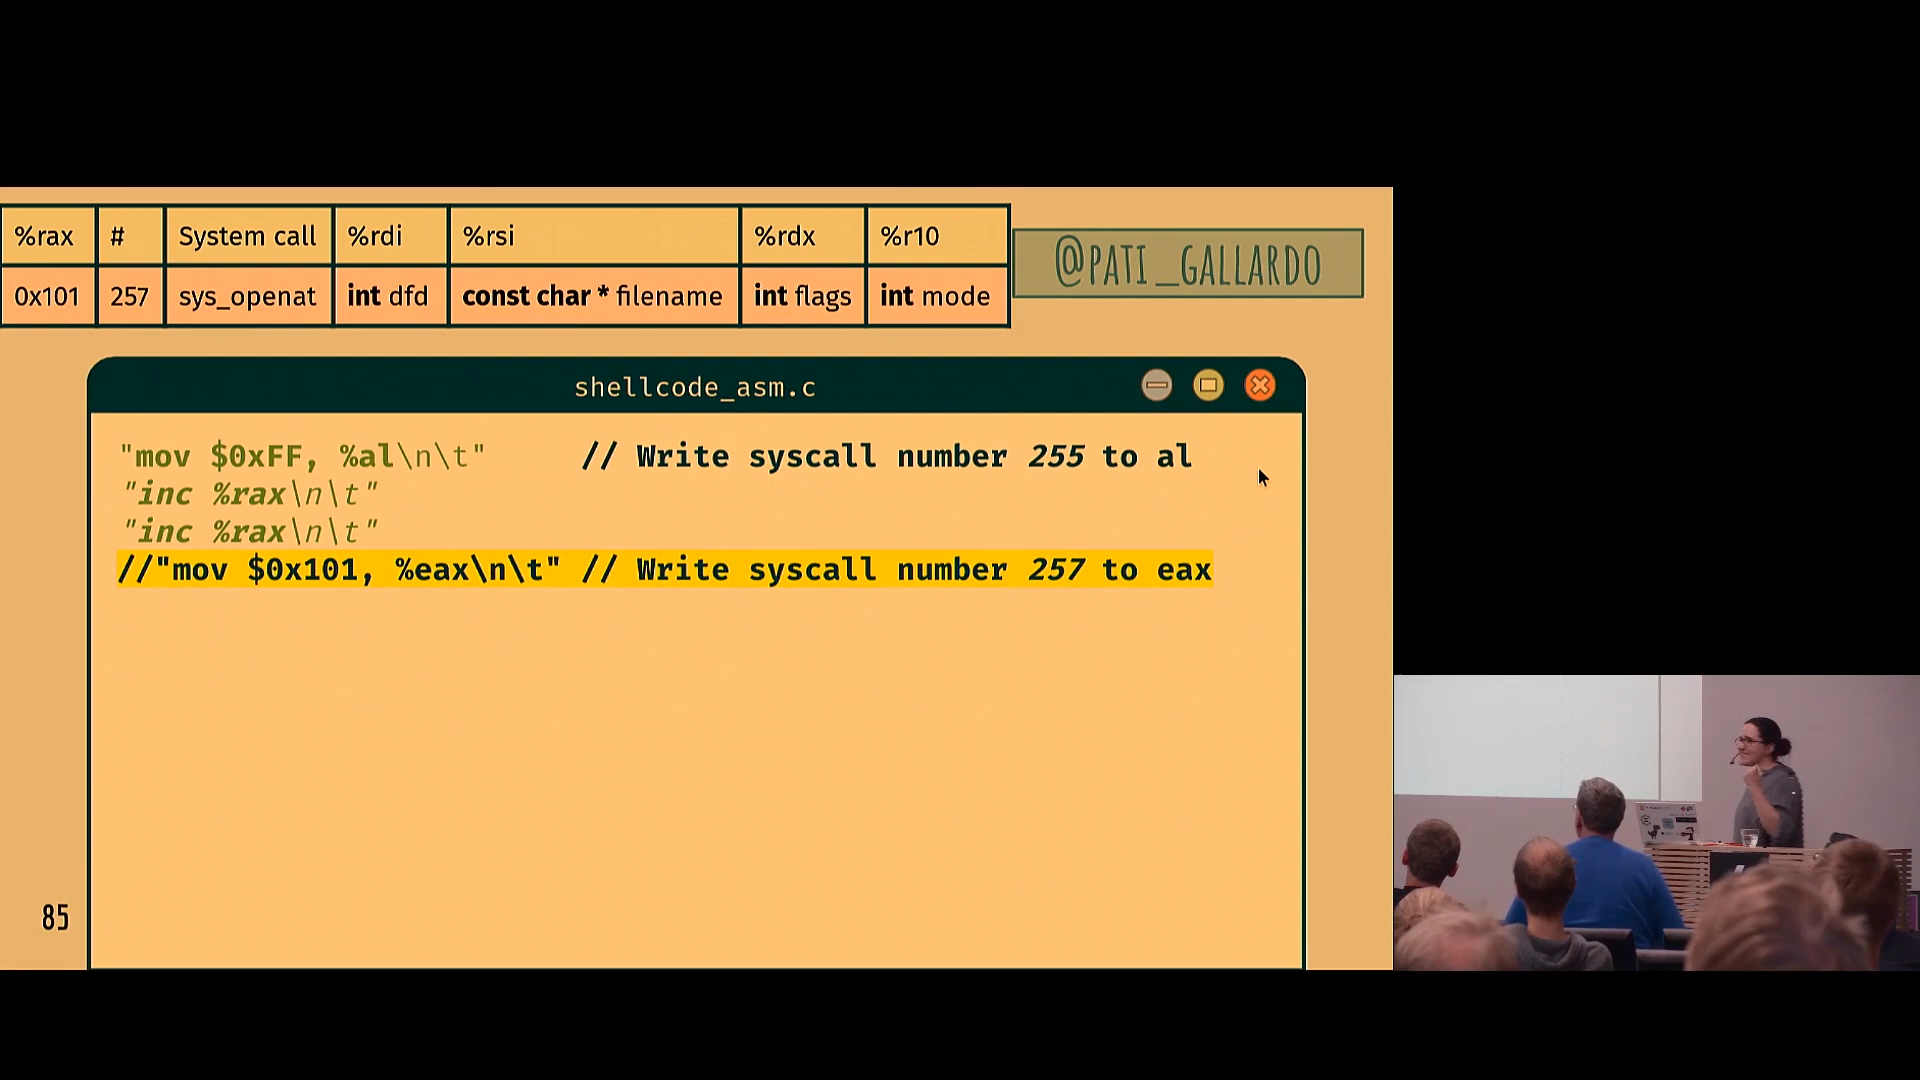 %rax # System call %rdi %rsi %rdx %r10
0x101 257 sys_openat int dfd const char * filename int flags int mode
@PATI_GALLARDO
shellcode_asm.c
"mov $0xFF, %al\n\t" // Write syscall number 255 to al
"inc %rax\n\t"
"inc %rax\n\t"
//"mov $0x101, %eax\n\t" // Write syscall number 257 to eax
85